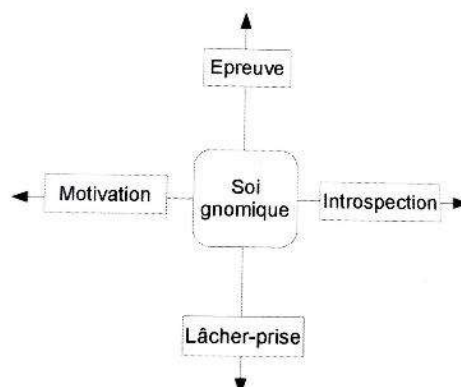 Epreuve
Motivation
Soi
gnomique
Introspection
Lâcher-prise